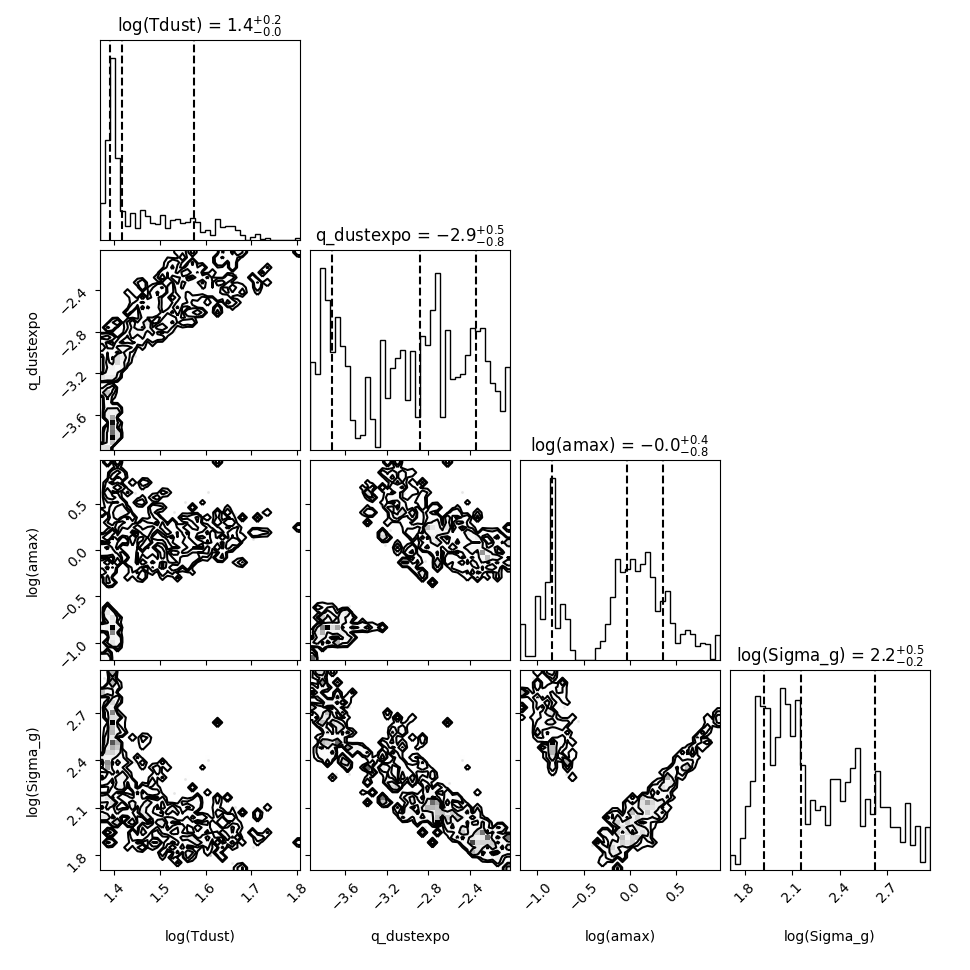 log(Tdust) = 1.4+0.2−0.0
q_dustexpo = −2.9+0.5−0.8
−2.4
−2.8
−3.2
−3.6
q_dustexpo
log(amax) = −0.0+0.4−0.8
0.5
0.0
−0.5
−1.0
log(amax)
log(Sigma_g) = 2.2+0.5−0.2
2.7
2.4
2.1
1.8
log(Sigma_g)
1.4 1.5 1.6 1.7 1.8 −3.6 −3.2 −2.8 −2.4 −1.0 −0.5 0.0 0.5 1.8 2.1 2.4 2.7
log(Tdust) q_dustexpo log(amax) log(Sigma_g)